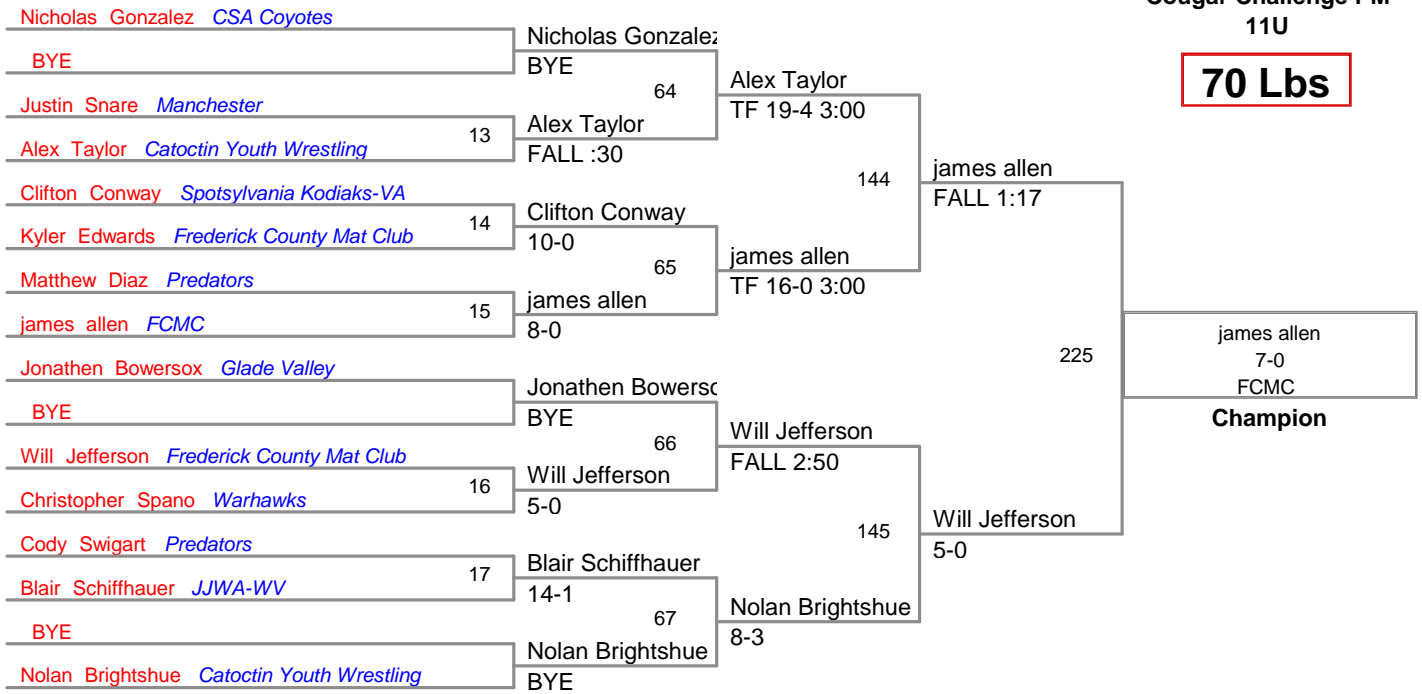 Cougar Challenge PM
11U
70 Lbs
Nicholas Gonzalez CSA Coyotes
BYE
Justin Snare Manchester
13
Alex Taylor Catoctin Youth Wrestling
Clifton Conway Spotsylvania Kodiaks-VA
14
Kyler Edwards Frederick County Mat Club
Matthew Diaz Predators
15
james allen FCMC
Jonathen Bowersox Glade Valley
BYE
Will Jefferson Frederick County Mat Club
16
Christopher Spano Warhawks
Cody Swigart Predators
17
Blair Schiffhauer JJWA-WV
BYE
Nolan Brightshue Catoctin Youth Wrestling
Nicholas Gonzalez
BYE
64
Alex Taylor
FALL :30
Clifton Conway
10-0
65
james allen
8-0
Jonathen Bowerso
BYE
66
Will Jefferson
5-0
Blair Schiffhauer
14-1
67
Nolan Brightshue
BYE
Alex Taylor
TF 19-4 3:00
144
james allen
TF 16-0 3:00
Will Jefferson
FALL 2:50
145
Nolan Brightshue
8-3
james allen
FALL 1:17
225
Will Jefferson
5-0
james allen
7-0
FCMC
Champion